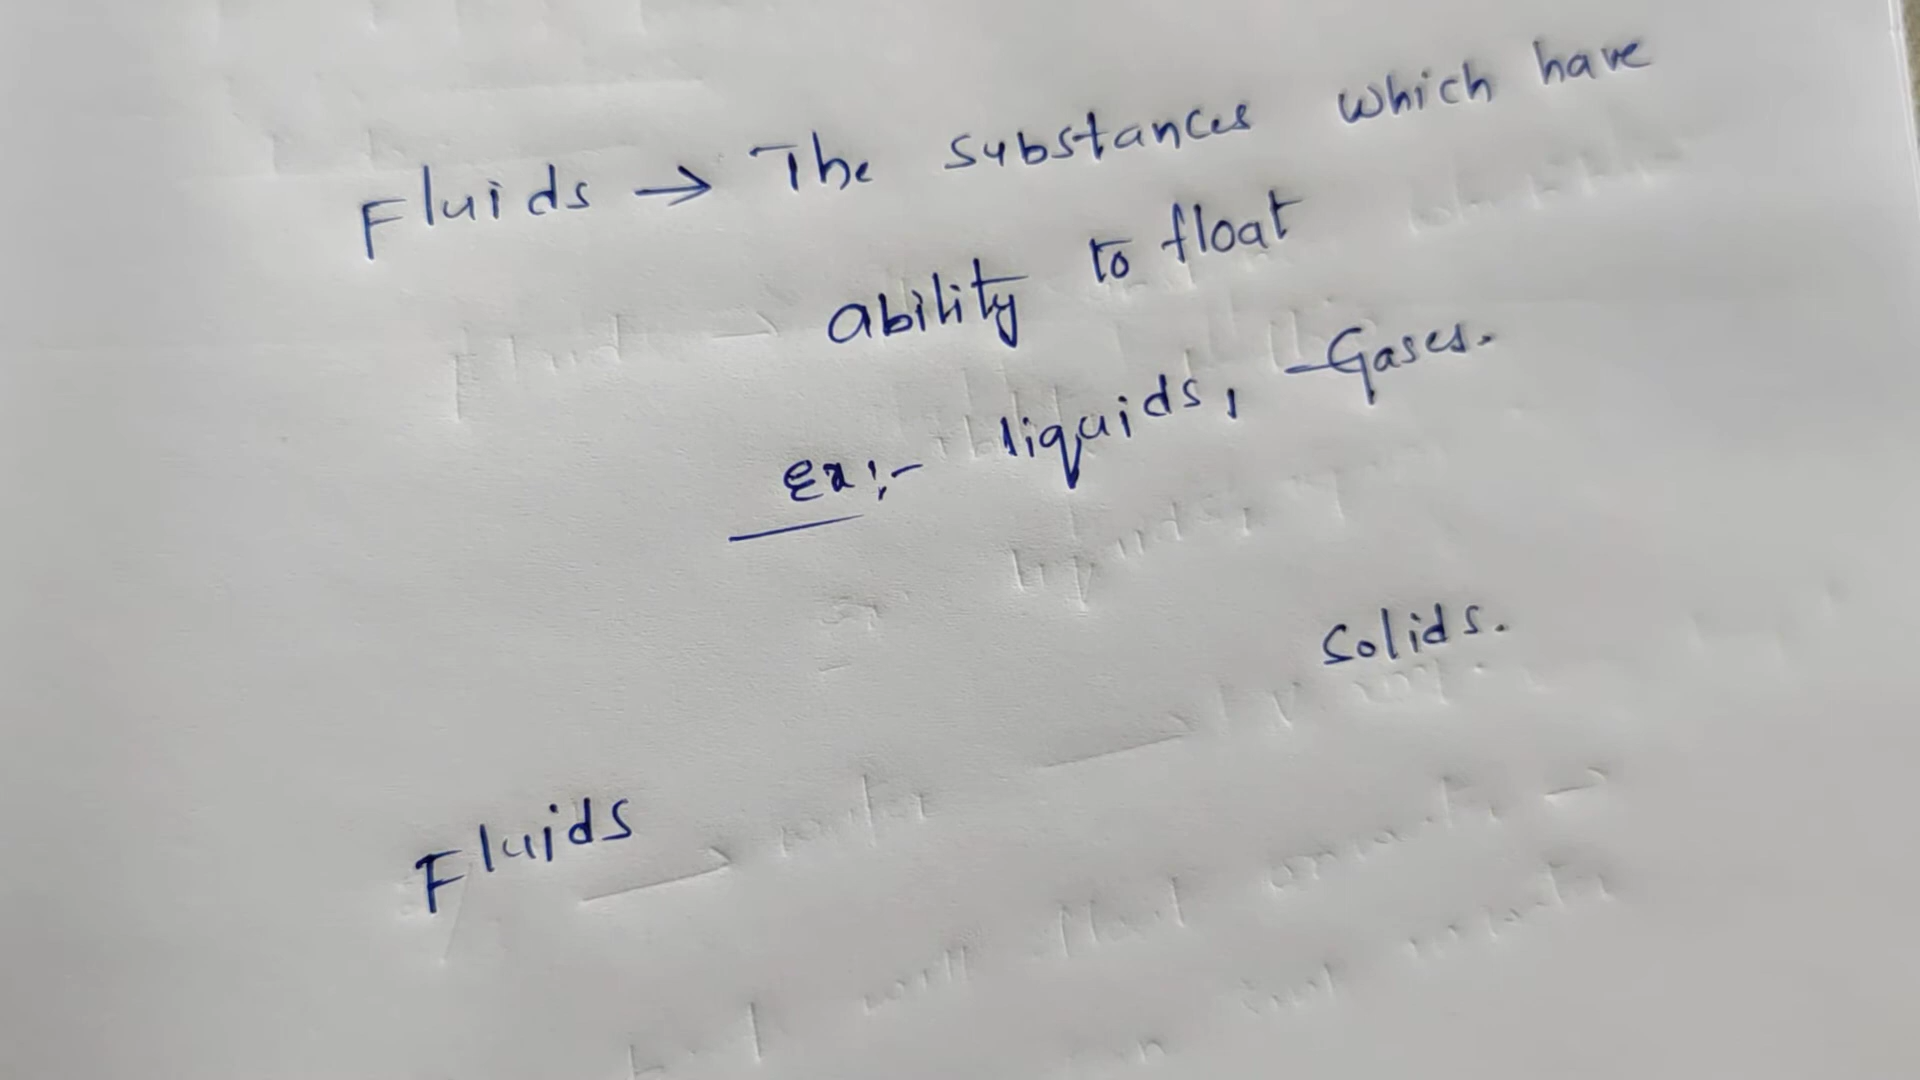 Fluids → The substances which have
ability to float
Ex:- liquids, Gases.
Solids.
Fluids